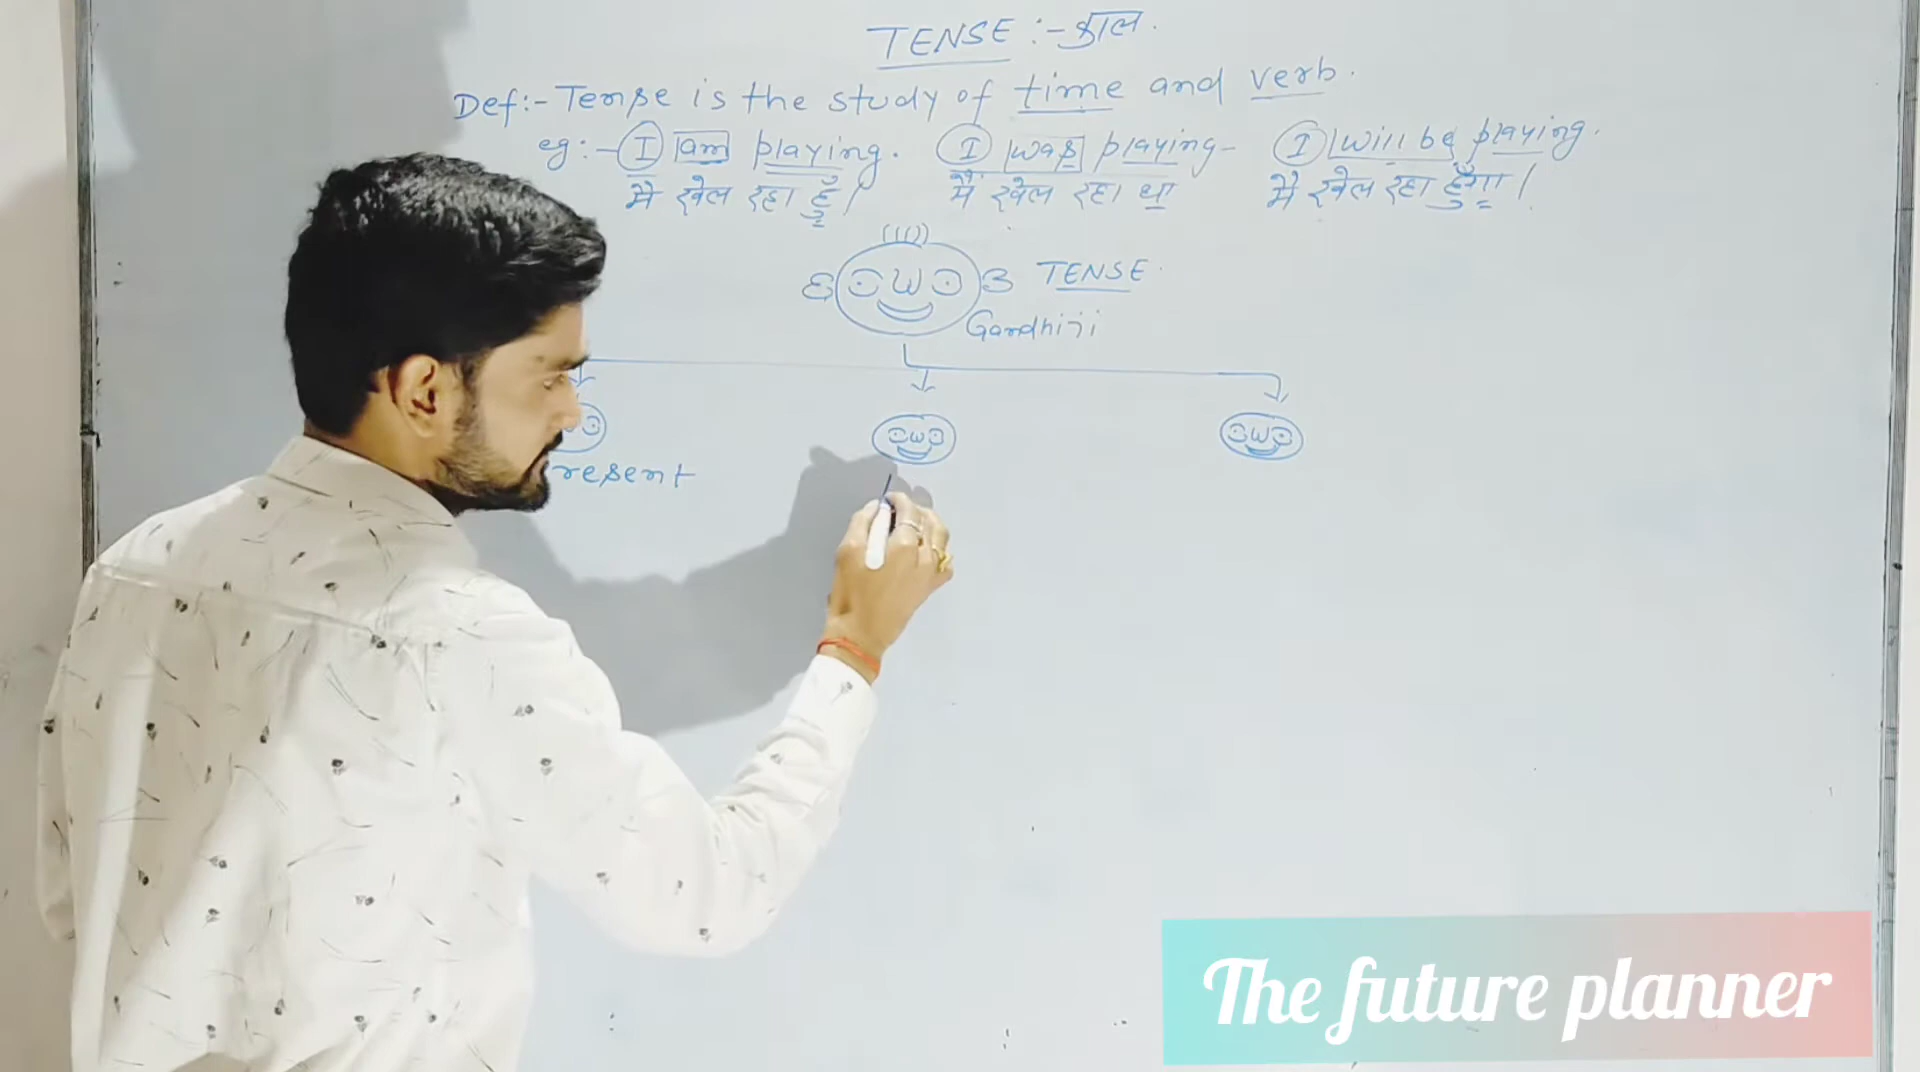 TENSE :- काल.
Def:- Tense is the study of time and verb.
eg:- I am playing. I was playing- I will be playing.
मैं खेल रहा हूँ। मैं खेल रहा था मैं खेल रहा हुँगा।
TENSE.
Gandhiji
resent
The future planner